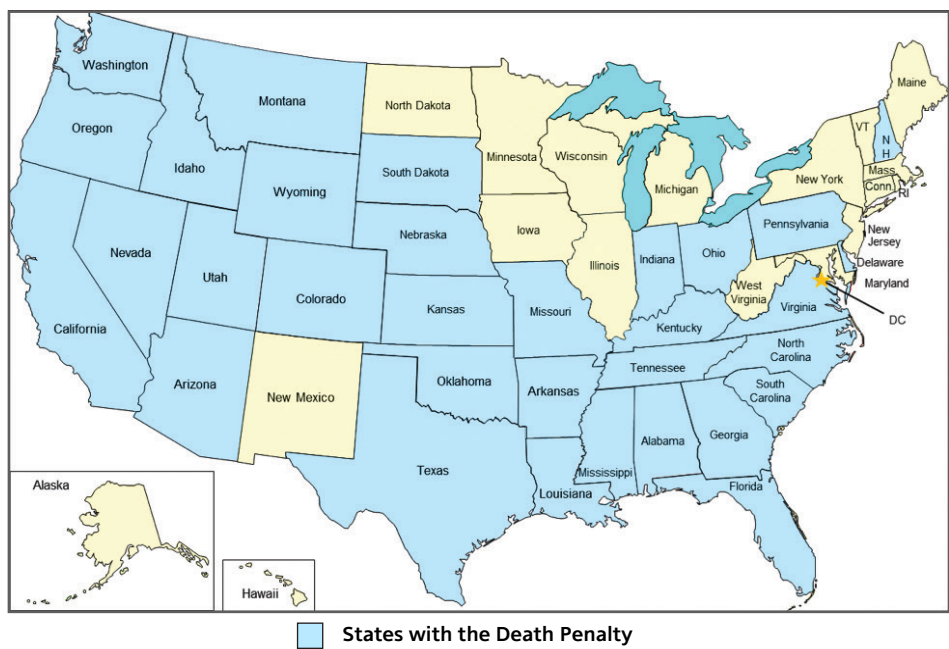 Washington
Maine
Montana
North Dakota
VT
N
H
Oregon
Minnesota
Idaho
Wisconsin
Mass.
South Dakota
New York
Conn.
RI
Wyoming
Michigan
Pennsylvania
New
Jersey
Iowa
Nebraska
Nevada
Illinois
Indiana
Ohio
Delaware
Utah
West
Virginia
Maryland
Colorado
Kansas
Missouri
Virginia
DC
California
Kentucky
North
Carolina
Tennessee
Oklahoma
Arizona
Arkansas
South
Carolina
New Mexico
Alabama
Georgia
Texas
Mississippi
Alaska
Louisiana
Florida
Hawaii
States with the Death Penalty